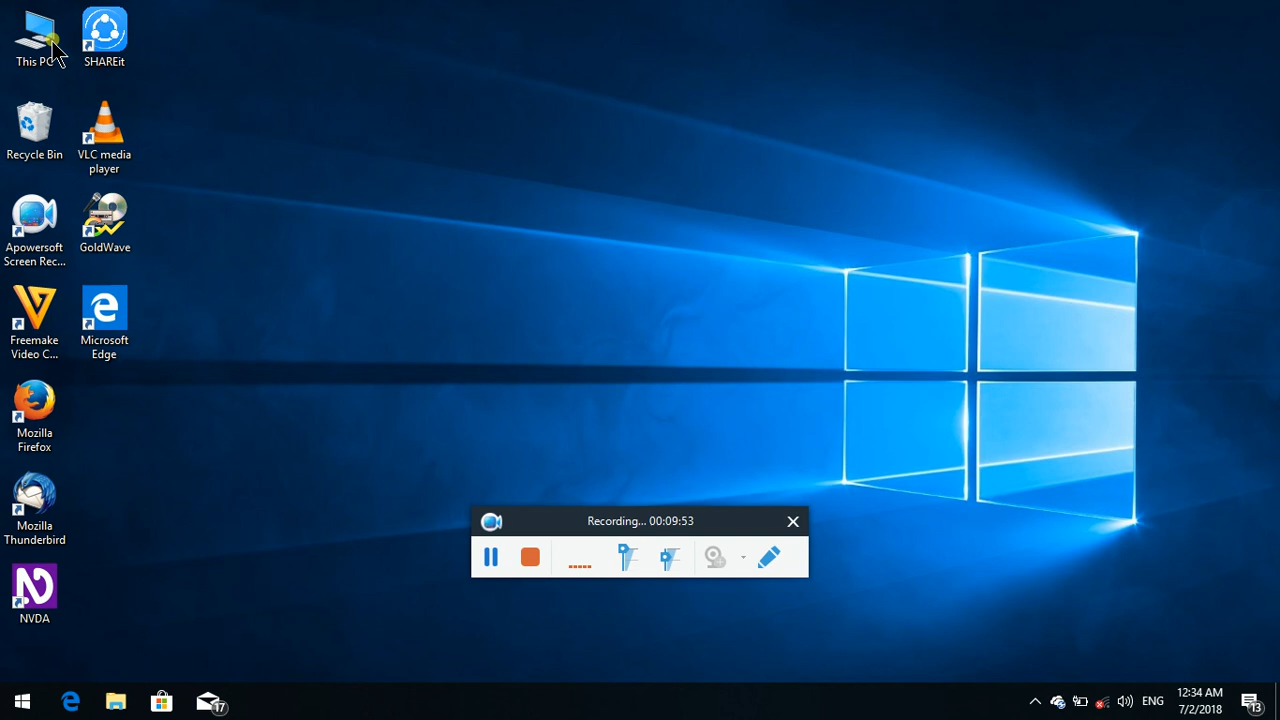 This PC
SHAREit
Recycle Bin
VLC media
player
Apowersoft
Screen Rec...
GoldWave
Freemake
Video C...
Microsoft
Edge
Mozilla
Firefox
Mozilla
Thunderbird
NVDA
Recording... 00:09:53
17
ENG
12:34 AM
7/2/2018
13